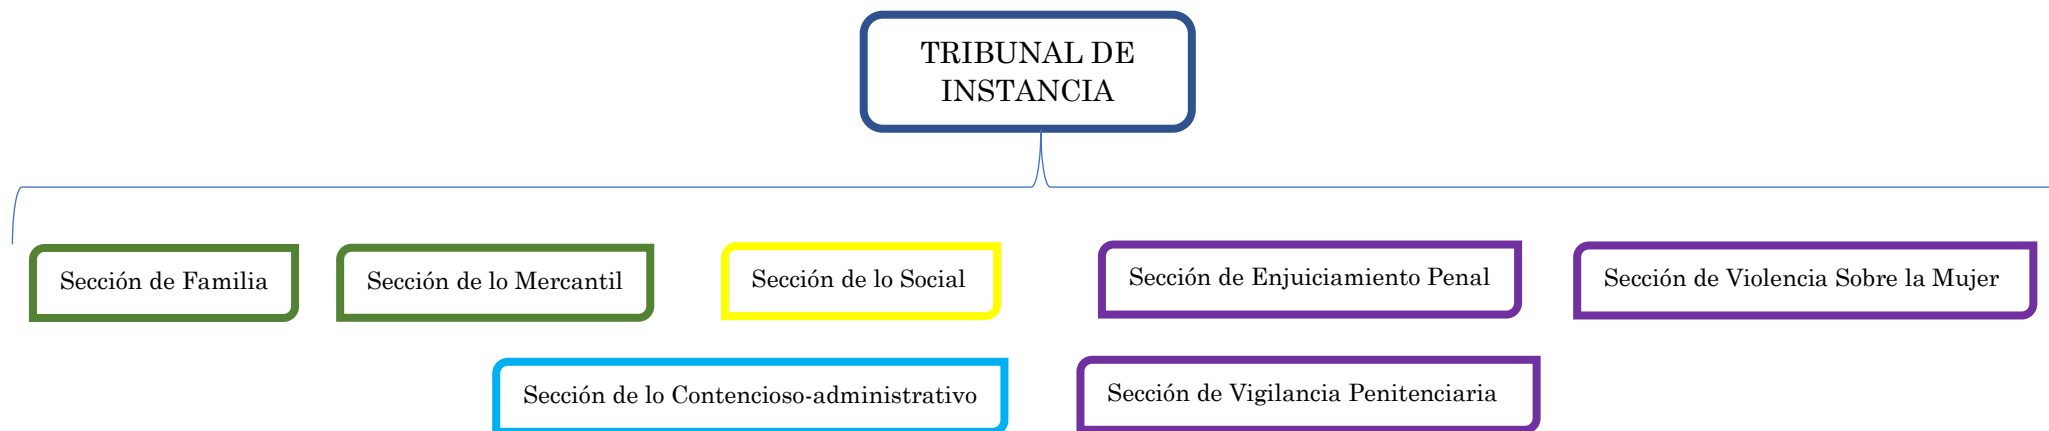 TRIBUNAL DE
INSTANCIA
Sección de Familia
Sección de lo Mercantil
Sección de lo Social
Sección de Enjuiciamiento Penal
Sección de Violencia Sobre la Mujer
Sección de lo Contencioso-administrativo
Sección de Vigilancia Penitenciaria